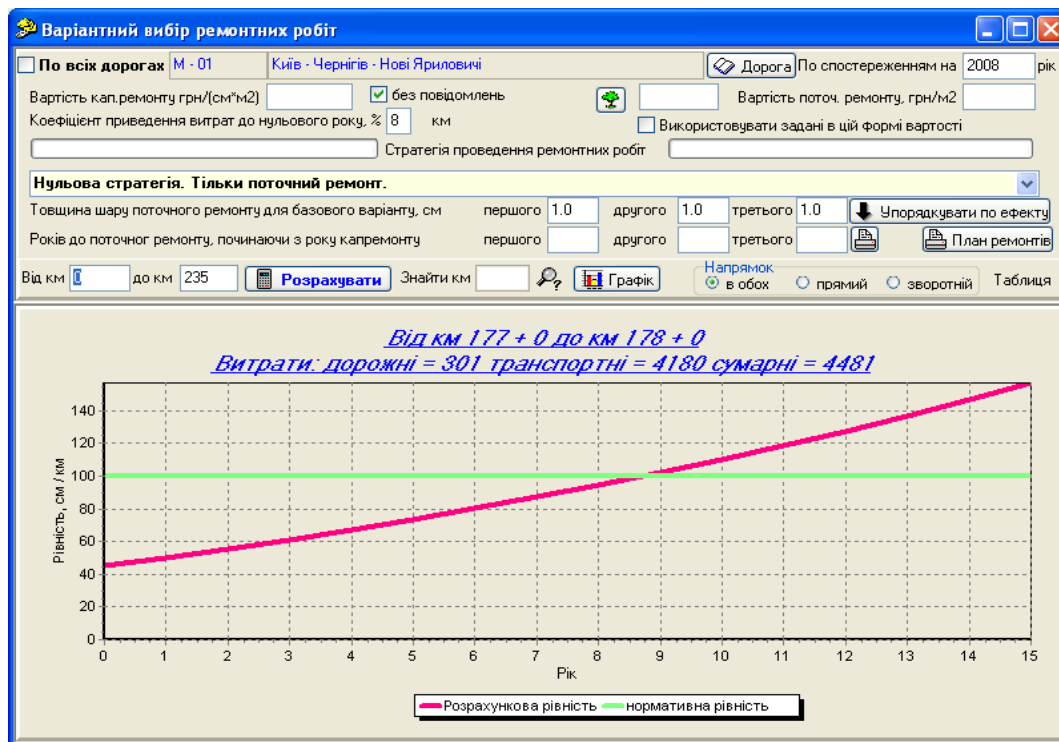 Варіантний вибір ремонтних робіт
По всіх дорогах М - 01 Київ - Чернігів - Нові Яриловичі Дорога По спостереженням на 2008 рік
Вартість кап.ремонту грн/(см*м2) без повідомлень Вартість поточ. ремонту, грн/м2
Коефіцієнт приведення витрат до нульового року, % 8 км Використовувати задані в цій формі вартості
Стратегія проведення ремонтних робіт
Нульова стратегія. Тільки поточний ремонт.
Товщина шару поточного ремонту для базового варіанту, см першого 1.0 другого 1.0 третього 1.0 Упорядкувати по ефекту
Років до поточног ремонту, починаючи з року капремонту першого другого третього План ремонтів
Напрямок
Від км 0 до км 235 Розрахувати Знайти км Графік в обох прямий зворотній Таблиця
Від км 177 + 0 до км 178 + 0
Витрати: дорожні = 301 транспортні = 4180 сумарні = 4481
Рівність, см / км
140
120
100
80
60
40
20
0
0 1 2 3 4 5 6 7 8 9 10 11 12 13 14 15
Рік
Розрахункова рівність нормативна рівність